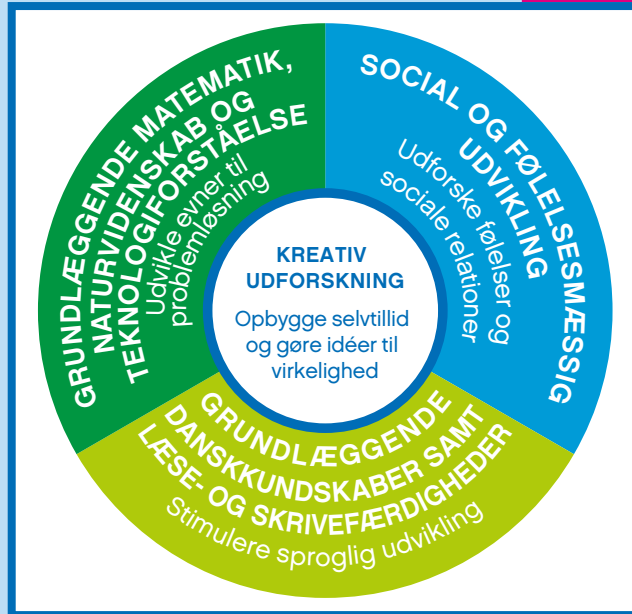 GRUNDLÆGGENDE MATEMATIK,
NATURVIDENSKAB OG
TEKNOLOGIFORSTÅELSE
Udvikle evner til
problemløsning
SOCIAL OG FØLELSESMÆSSIG
UDVIKLING
Udforske følelser og
sociale relationer
KREATIV
UDFORSKNING
Opbygge selvtillid
og gøre idéer til
virkelighed
GRUNDLÆGGENDE
DANSKKUNDSKABER SAMT
LÆSE- OG SKRIVEFÆRDIGHEDER
Stimulere sproglig udvikling